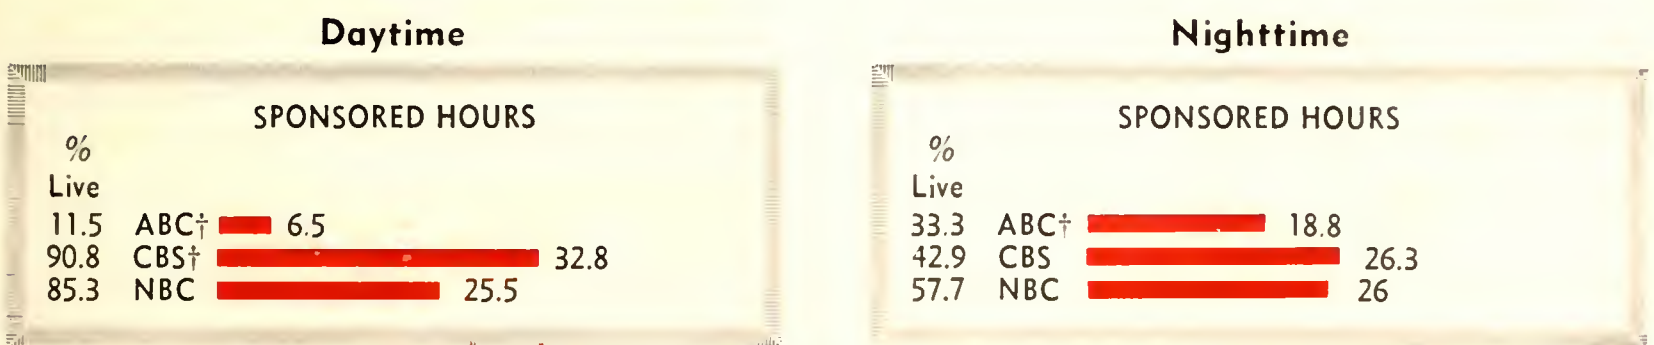 Daytime
SPONSORED HOURS
%
Live
11.5 ABC† 6.5
90.8 CBS† 32.8
85.3 NBC 25.5
Nighttime
SPONSORED HOURS
%
Live
33.3 ABC† 18.8
42.9 CBS 26.3
57.7 NBC 26